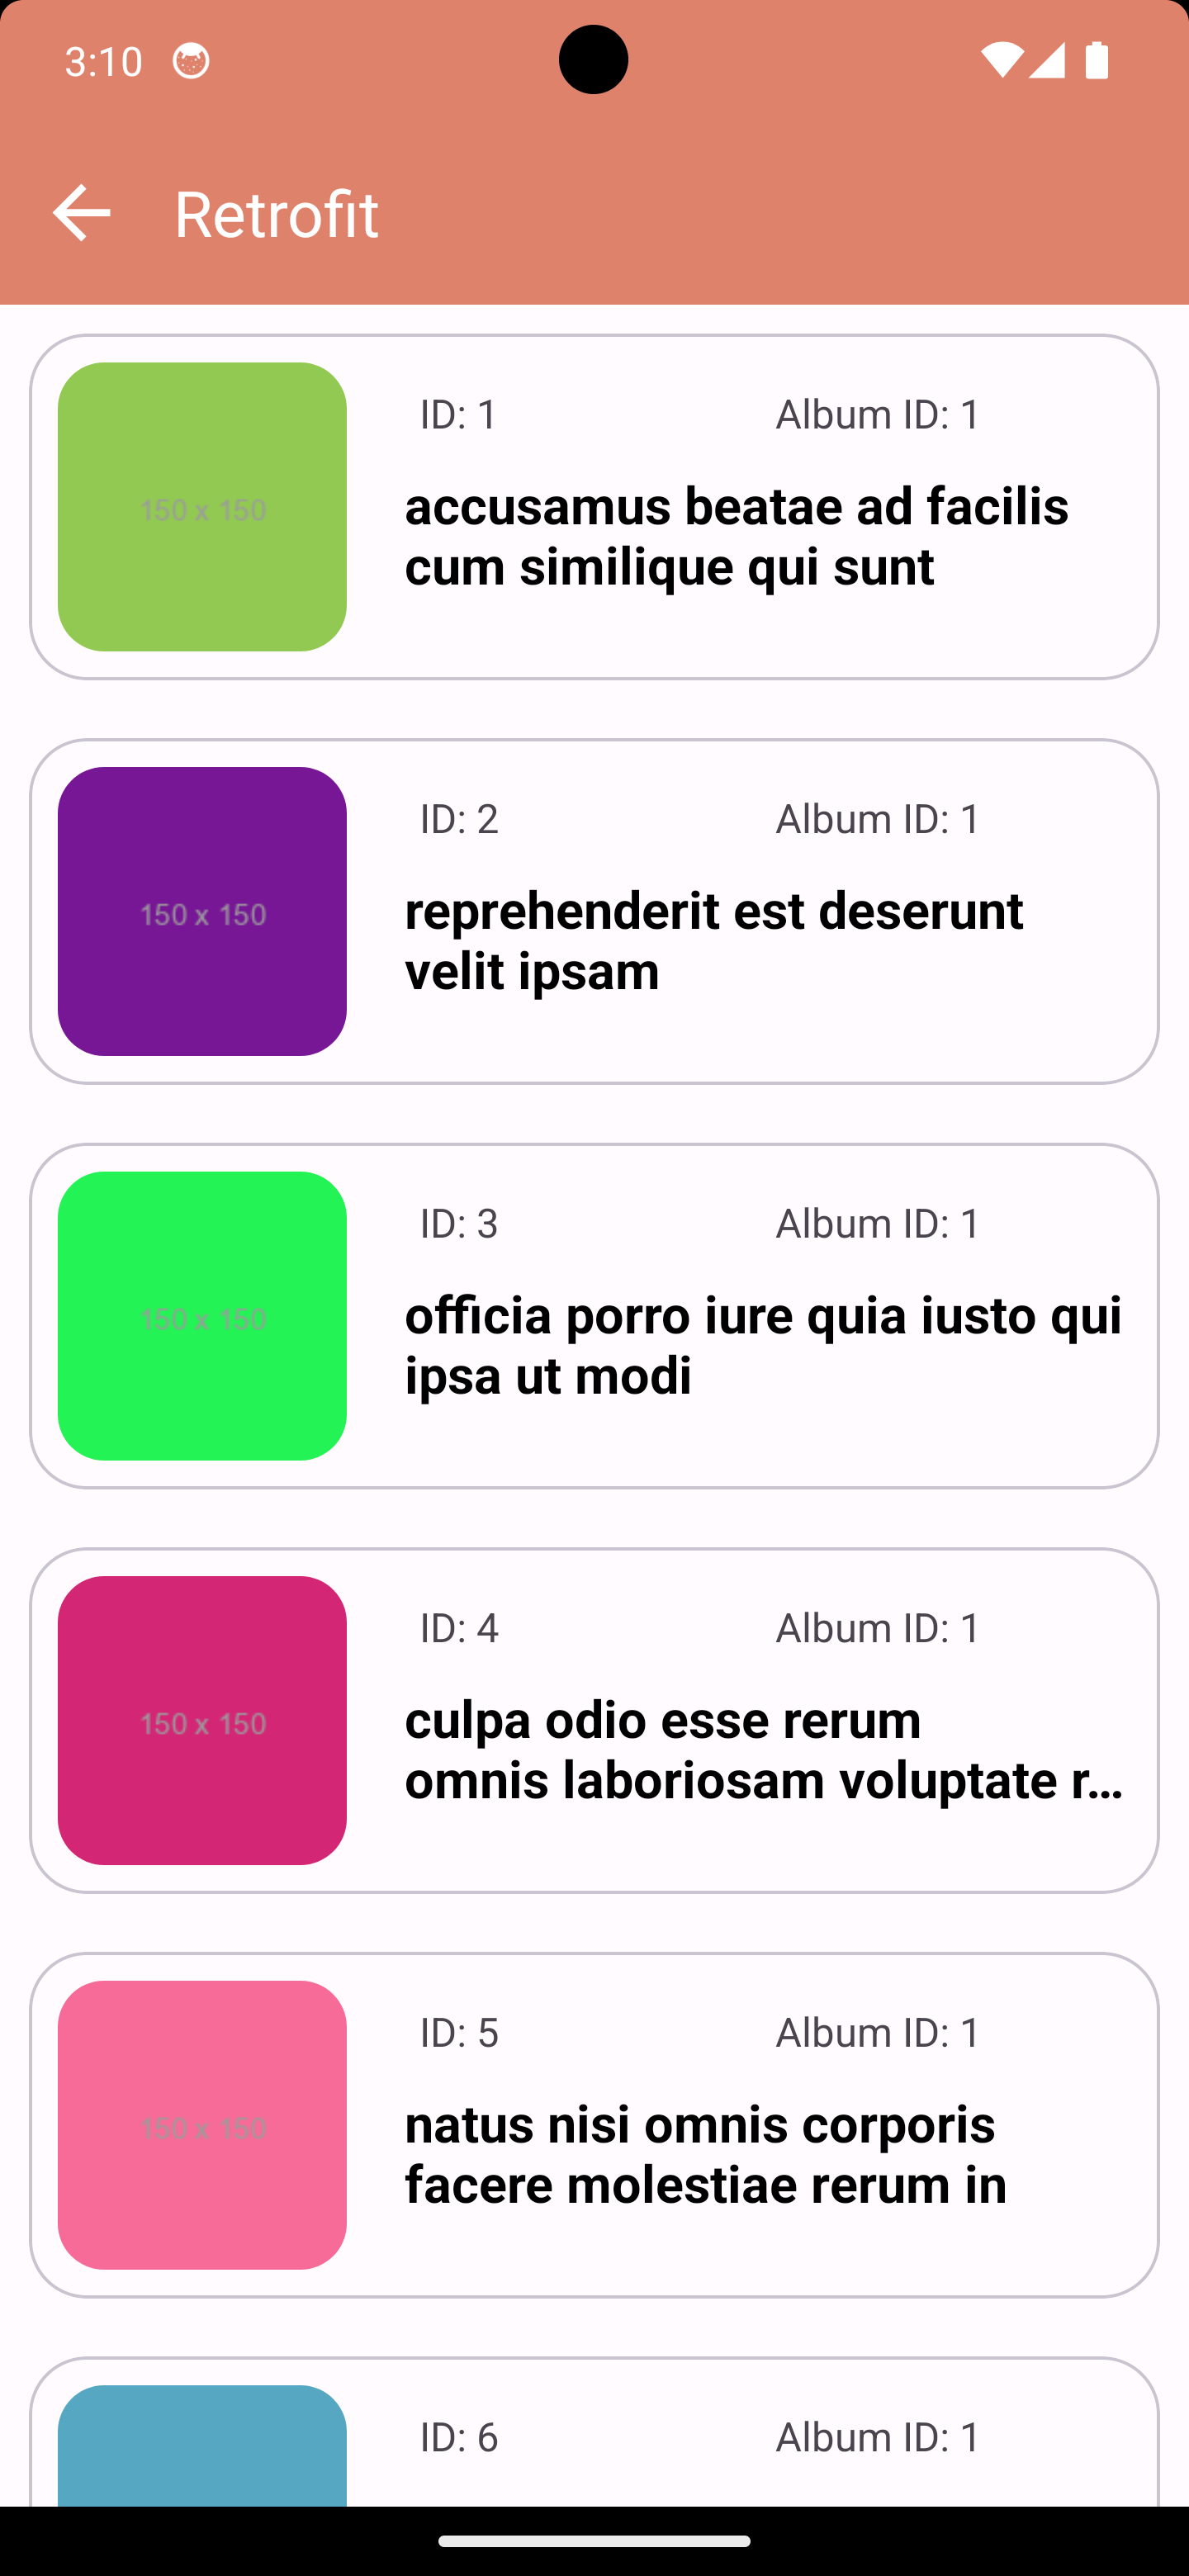 3:10
Retrofit
150 x 150
ID: 1 Album ID: 1
accusamus beatae ad facilis
cum similique qui sunt
150 x 150
ID: 2 Album ID: 1
reprehenderit est deserunt
velit ipsam
150 x 150
ID: 3 Album ID: 1
officia porro iure quia iusto qui
ipsa ut modi
150 x 150
ID: 4 Album ID: 1
culpa odio esse rerum
omnis laboriosam voluptate r…
150 x 150
ID: 5 Album ID: 1
natus nisi omnis corporis
facere molestiae rerum in
ID: 6 Album ID: 1